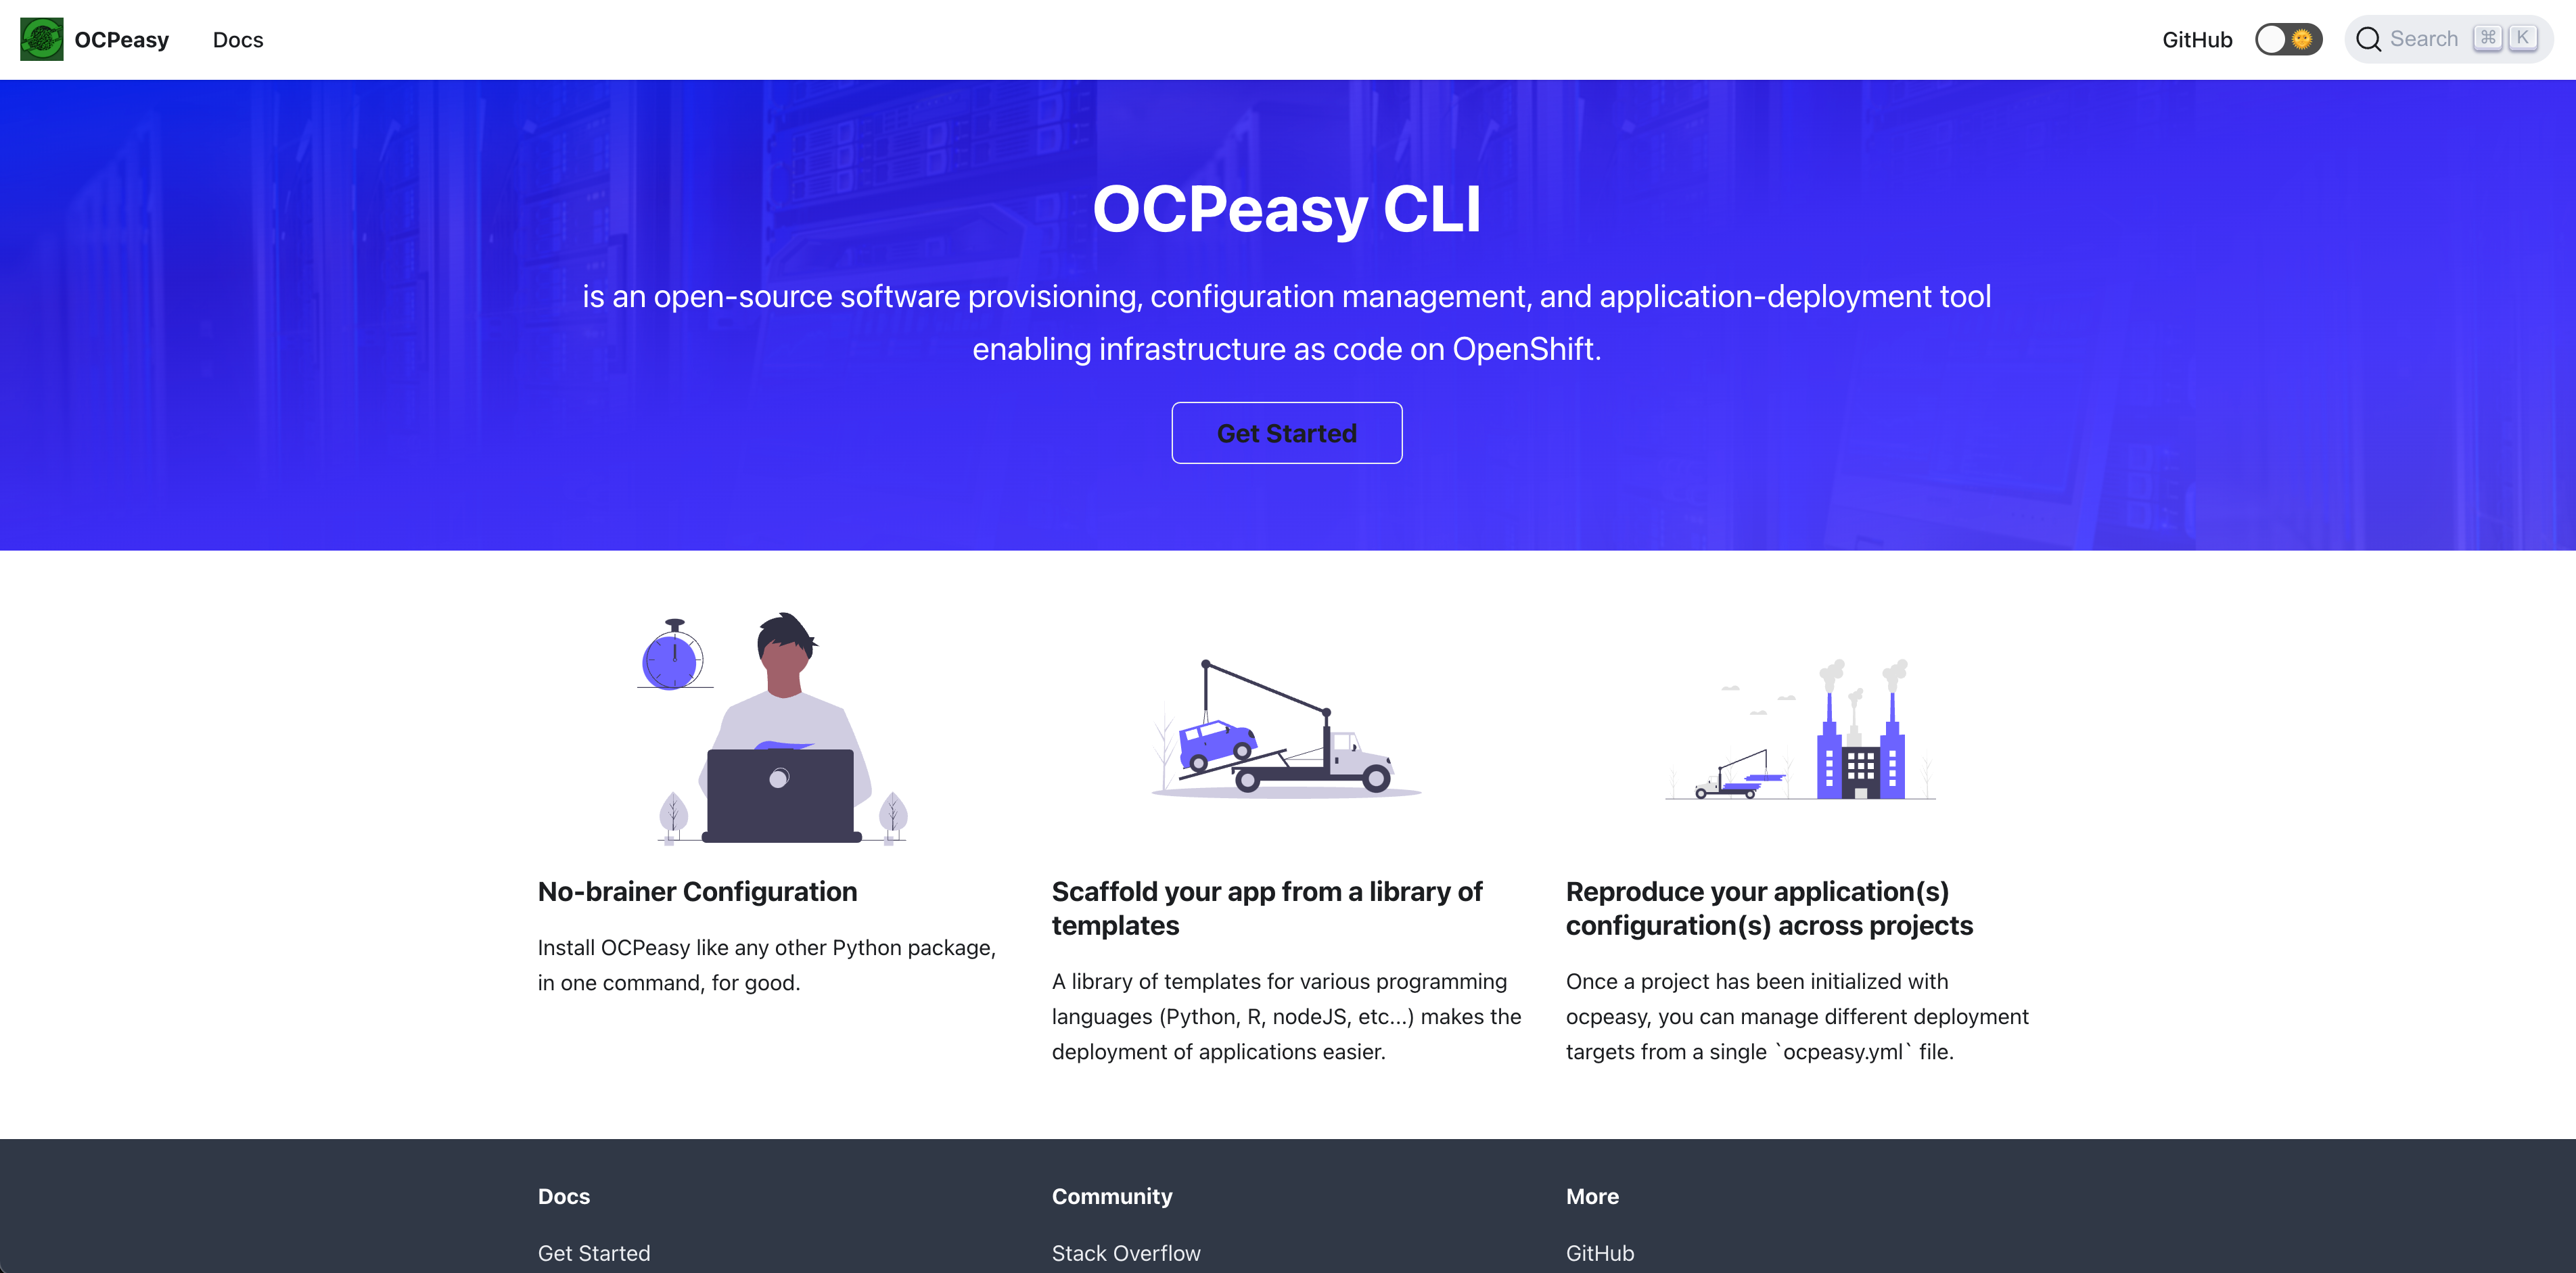 OCPeasy
Docs
GitHub
Search ⌘ K
OCPeasy CLI
is an open-source software provisioning, configuration management, and application-deployment tool
enabling infrastructure as code on OpenShift.
Get Started
No-brainer Configuration
Install OCPeasy like any other Python package,
in one command, for good.
Scaffold your app from a library of
templates
A library of templates for various programming
languages (Python, R, nodeJS, etc...) makes the
deployment of applications easier.
Reproduce your application(s)
configuration(s) across projects
Once a project has been initialized with
ocpeasy, you can manage different deployment
targets from a single `ocpeasy.yml` file.
Docs
Get Started
Community
Stack Overflow
More
GitHub